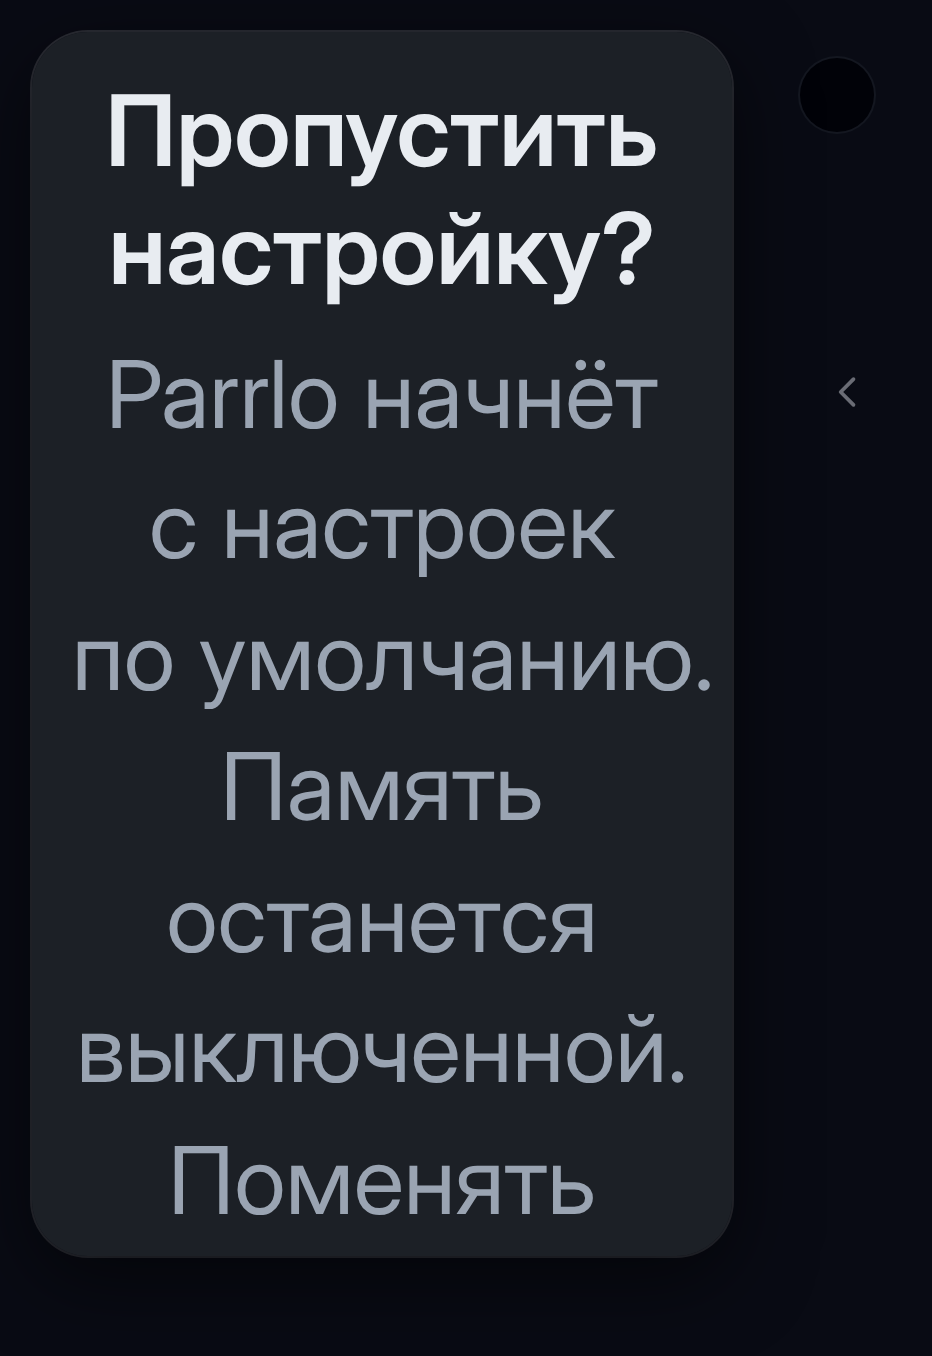 Пропустить
настройку?
Parrlo начнёт
с настроек
по умолчанию.
Память
останется
выключенной.
Поменять